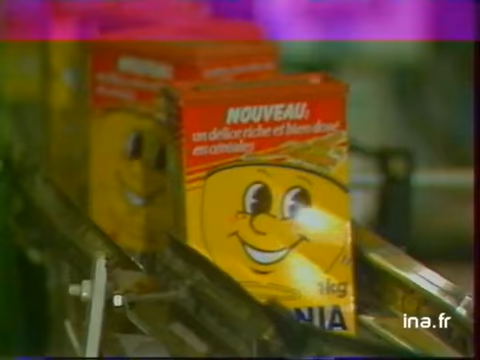 NOUVEAU:
un délice riche et bien dosé
en céréales
1kg
NIA
ina.fr